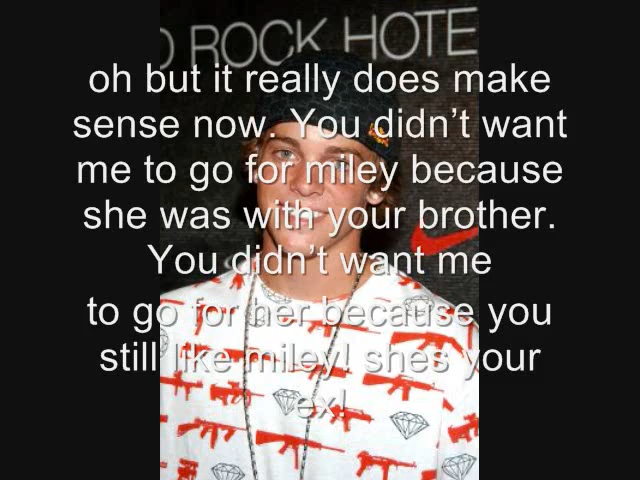 D ROCK HOTE
oh but it really does make
sense now. You didn't want
me to go for miley because
she was with your brother.
You didn't want me
to go for her because you
still like miley! shes your
ex!